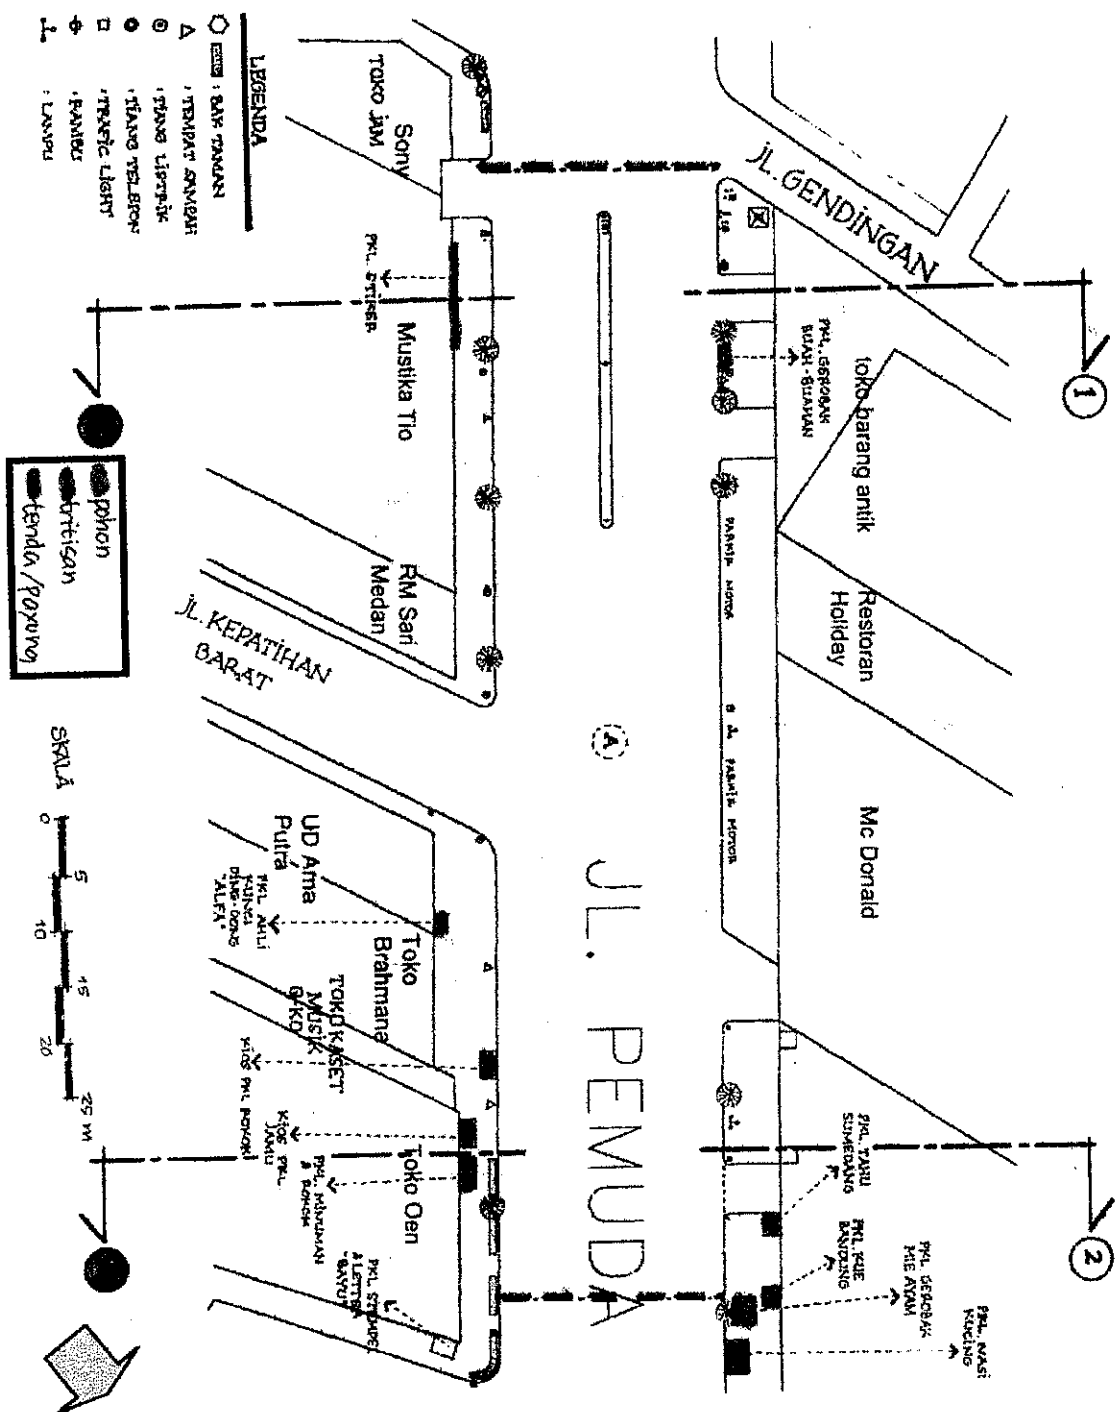 LEGENDA
: BAK TAMAN
: TEMPAT SAMPAH
: TIANG LISTRIK
: TIANG TELEPON
: TRAFIC LIGHT
: RAMBU
: LAMPU
JL. GENDINGAN
1
PKL. GEROBAK
BUAH - BUAHAN
toko barang antik
Restoran
Holiday
Mc Donald
PARKIR MOTOR
PARKIR MOTOR
PKL. TAHU
SUMEDANG
PKL. KUE
BANDUNG
PKL GEROBAK
MIE AYAM
PKL. NASI
KUCING
2
A
JL. PEMUDA
TOKO JAM
Sony
PKL. STIKER
Mustika Tio
RM Sari
Medan
JL. KEPATIHAN
BARAT
UD Ama
Putra
PKL AHLI
KUNCI
DING-DONG
"ALFA"
Toko
Brahmana
TOKO KASET
MUSIK
KIOS PKL ROKOK
KIOS PKL
JAMU
Toko Oen
PKL. MINUMAN
& ROKOK
PKL STEMPEL
& LETTER
"BAYU"
pohon
tritisan
tenda/payung
SKALA
0
5
10
15
20
25 m